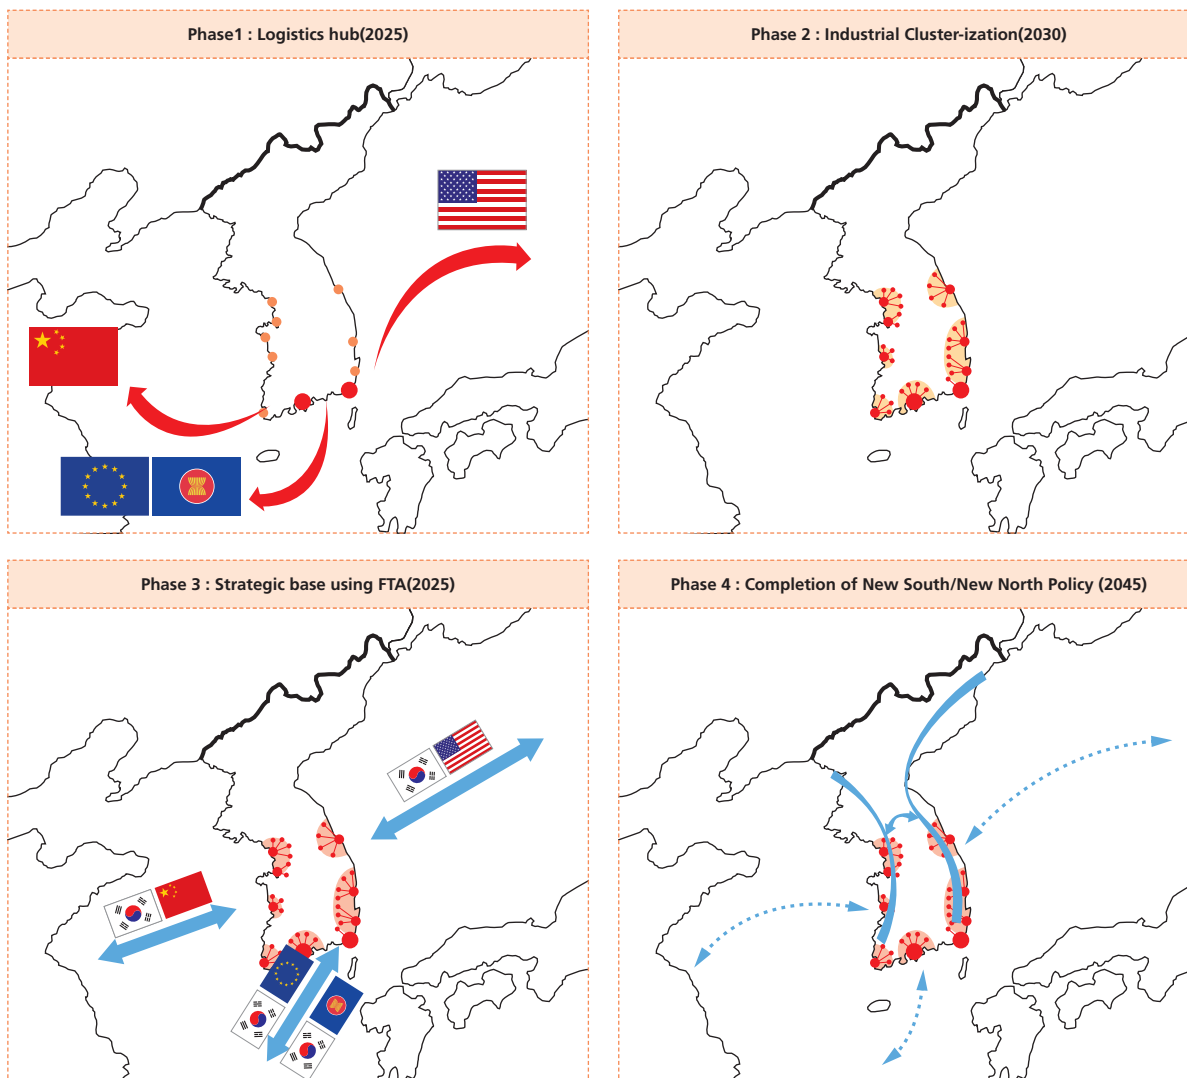 Phase1 : Logistics hub(2025)
Phase 2 : Industrial Cluster-ization(2030)
Phase 3 : Strategic base using FTA(2025)
Phase 4 : Completion of New South/New North Policy (2045)